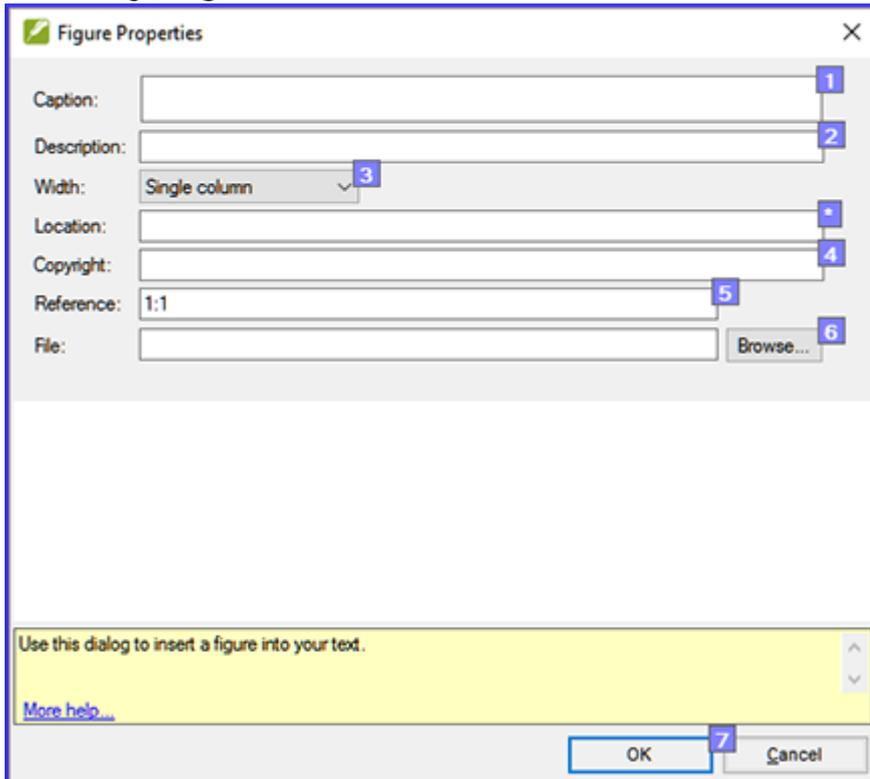 Figure Properties
Caption: 1
Description: 2
Width: Single column 3
Location: *
Copyright: 4
Reference: 1:1 5
File: Browse... 6
Use this dialog to insert a figure into your text.
More help...
OK 7 Cancel